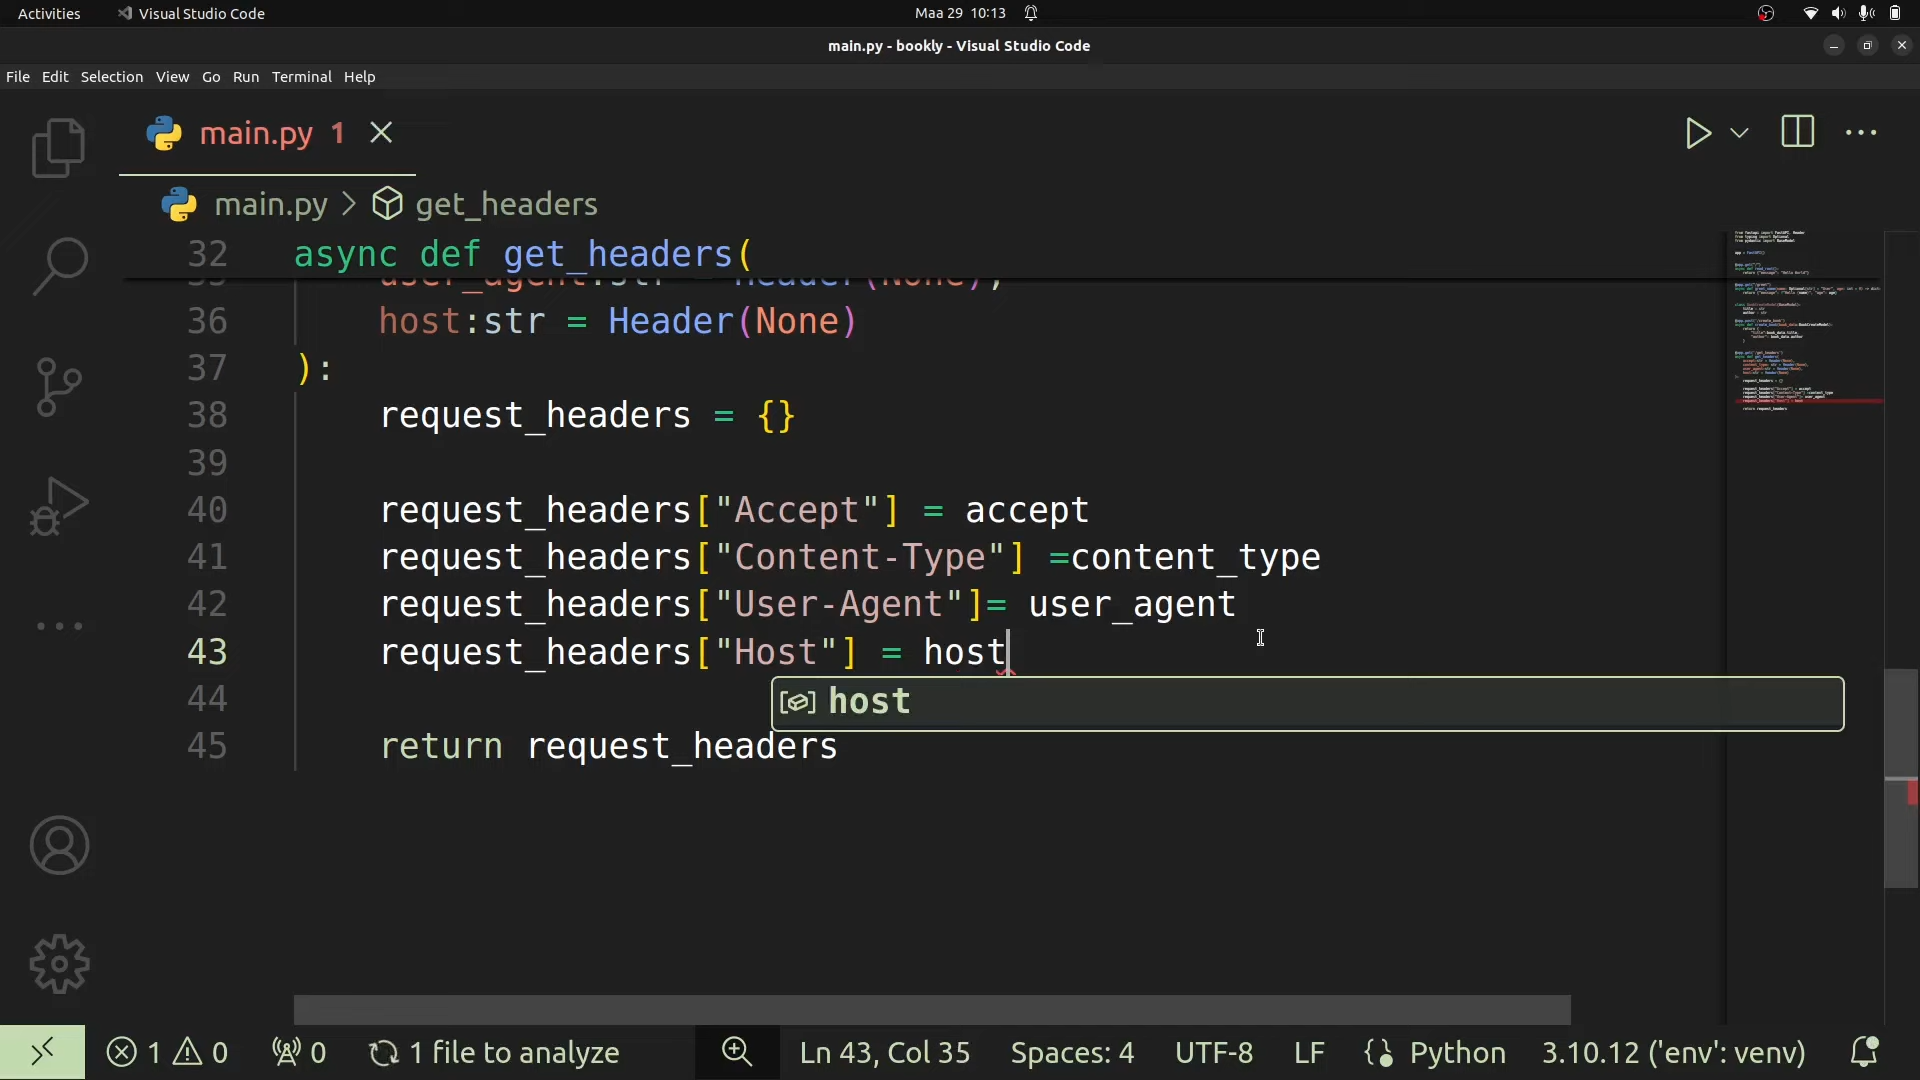 Activities Visual Studio Code Maa 29 10:13
main.py - bookly - Visual Studio Code
File Edit Selection View Go Run Terminal Help
main.py 1
main.py > get_headers
32 async def get_headers(
36 host:str = Header(None)
37 ):
38 request_headers = {}
39
40 request_headers["Accept"] = accept
41 request_headers["Content-Type"] =content_type
42 request_headers["User-Agent"]= user_agent
43 request_headers["Host"] = host
host
44
45 return request_headers
1 0 0 1 file to analyze Ln 43, Col 35 Spaces: 4 UTF-8 LF Python 3.10.12 ('env': venv)